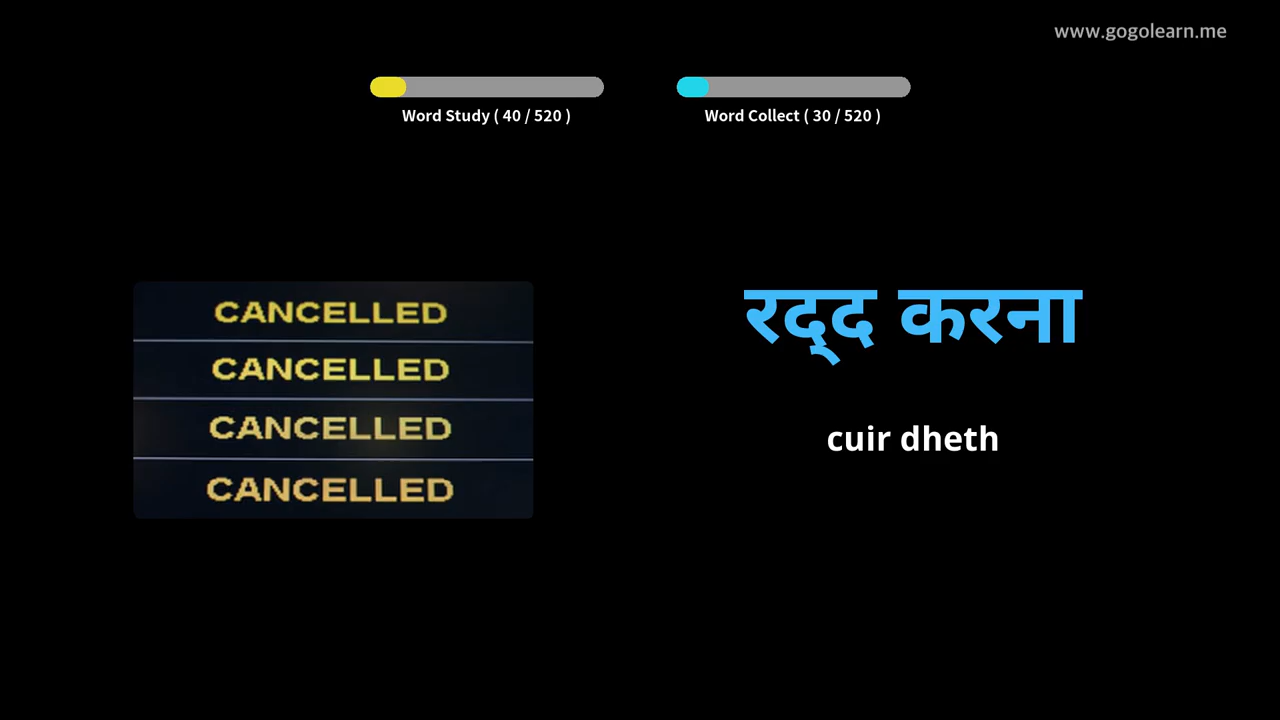 www.gogolearn.me
Word Study ( 40 / 520 )
Word Collect ( 30 / 520 )
CANCELLED
CANCELLED
CANCELLED
CANCELLED
रद्द करना
cuir dheth